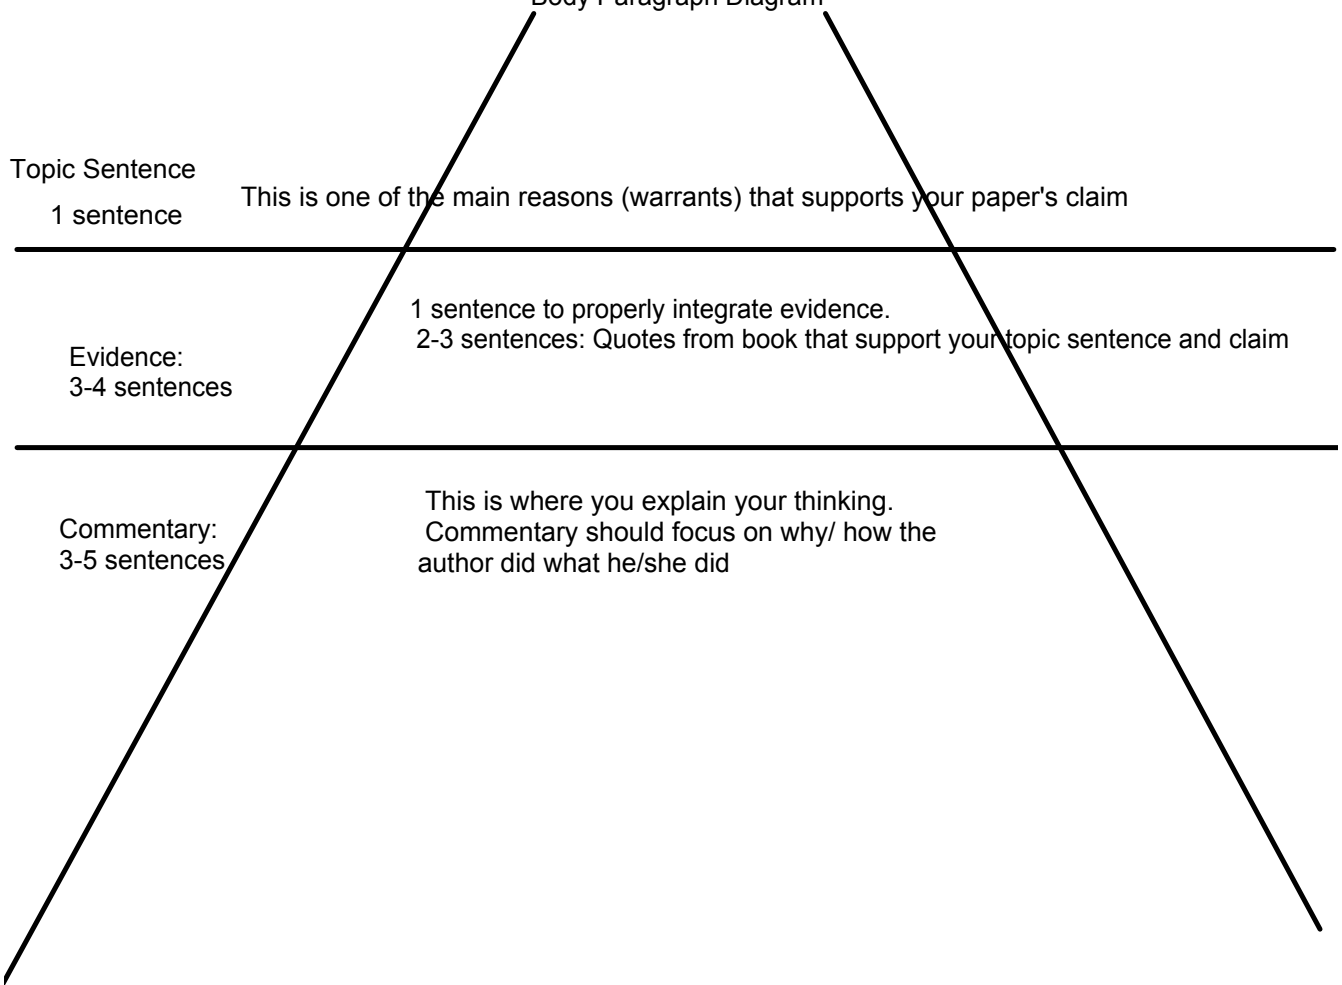 Body Paragraph Diagram
Topic Sentence
1 sentence
This is one of the main reasons (warrants) that supports your paper's claim
1 sentence to properly integrate evidence.
2-3 sentences: Quotes from book that support your topic sentence and claim
Evidence:
3-4 sentences
This is where you explain your thinking.
Commentary should focus on why/ how the
author did what he/she did
Commentary:
3-5 sentences